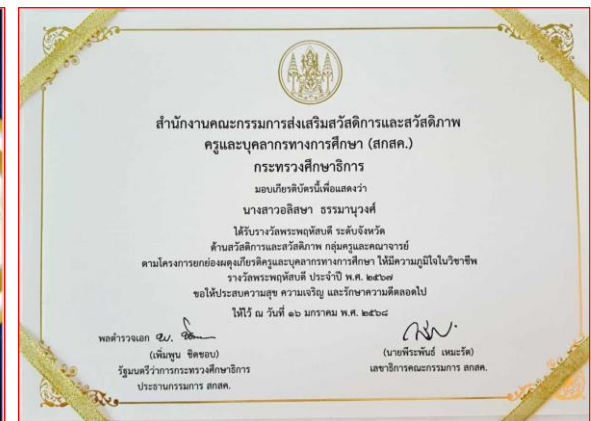 สำนักงานคณะกรรมการส่งเสริมสวัสดิการและสวัสดิภาพ
ครูและบุคลากรทางการศึกษา (สกสค.)
กระทรวงศึกษาธิการ
มอบเกียรติบัตรนี้เพื่อแสดงว่า
นางสาวอลิสษา ธรรมานุวงศ์
ได้รับรางวัลพระพฤหัสบดี ระดับจังหวัด
ด้านสวัสดิการและสวัสดิภาพ กลุ่มครูและคณาจารย์
ตามโครงการยกย่องผดุงเกียรติครูและบุคลากรทางการศึกษา ให้มีความภูมิใจในวิชาชีพ
รางวัลพระพฤหัสบดี ประจำปี พ.ศ. ๒๕๖๗
ขอให้ประสบความสุข ความเจริญ และรักษาความดีตลอดไป
ให้ไว้ ณ วันที่ ๑๖ มกราคม พ.ศ. ๒๕๖๘
พลตำรวจเอก
(เพิ่มพูน ชิดชอบ)
รัฐมนตรีว่าการกระทรวงศึกษาธิการ
ประธานกรรมการ สกสค.
(นายพีระพันธ์ เหมะรัต)
เลขาธิการคณะกรรมการ สกสค.